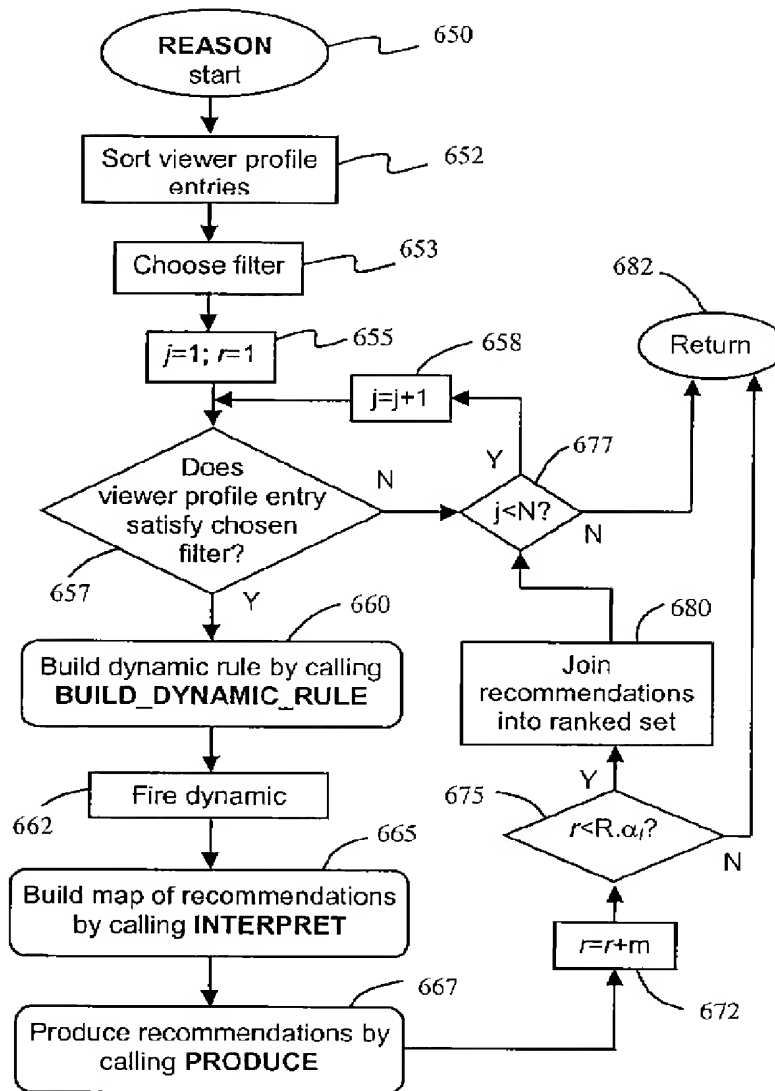 REASON
start
650
Sort viewer profile
entries
652
Choose filter
653
j=1; r=1
655
j=j+1
658
Return
682
Does
viewer profile entry
satisfy chosen
filter?
657
N
Y
j<N?
677
Y
N
Build dynamic rule by calling
BUILD_DYNAMIC_RULE
660
Join
recommendations
into ranked set
680
Fire dynamic
662
r<R.αᵢ?
675
Y
N
Build map of recommendations
by calling INTERPRET
665
r=r+m
672
Produce recommendations by
calling PRODUCE
667